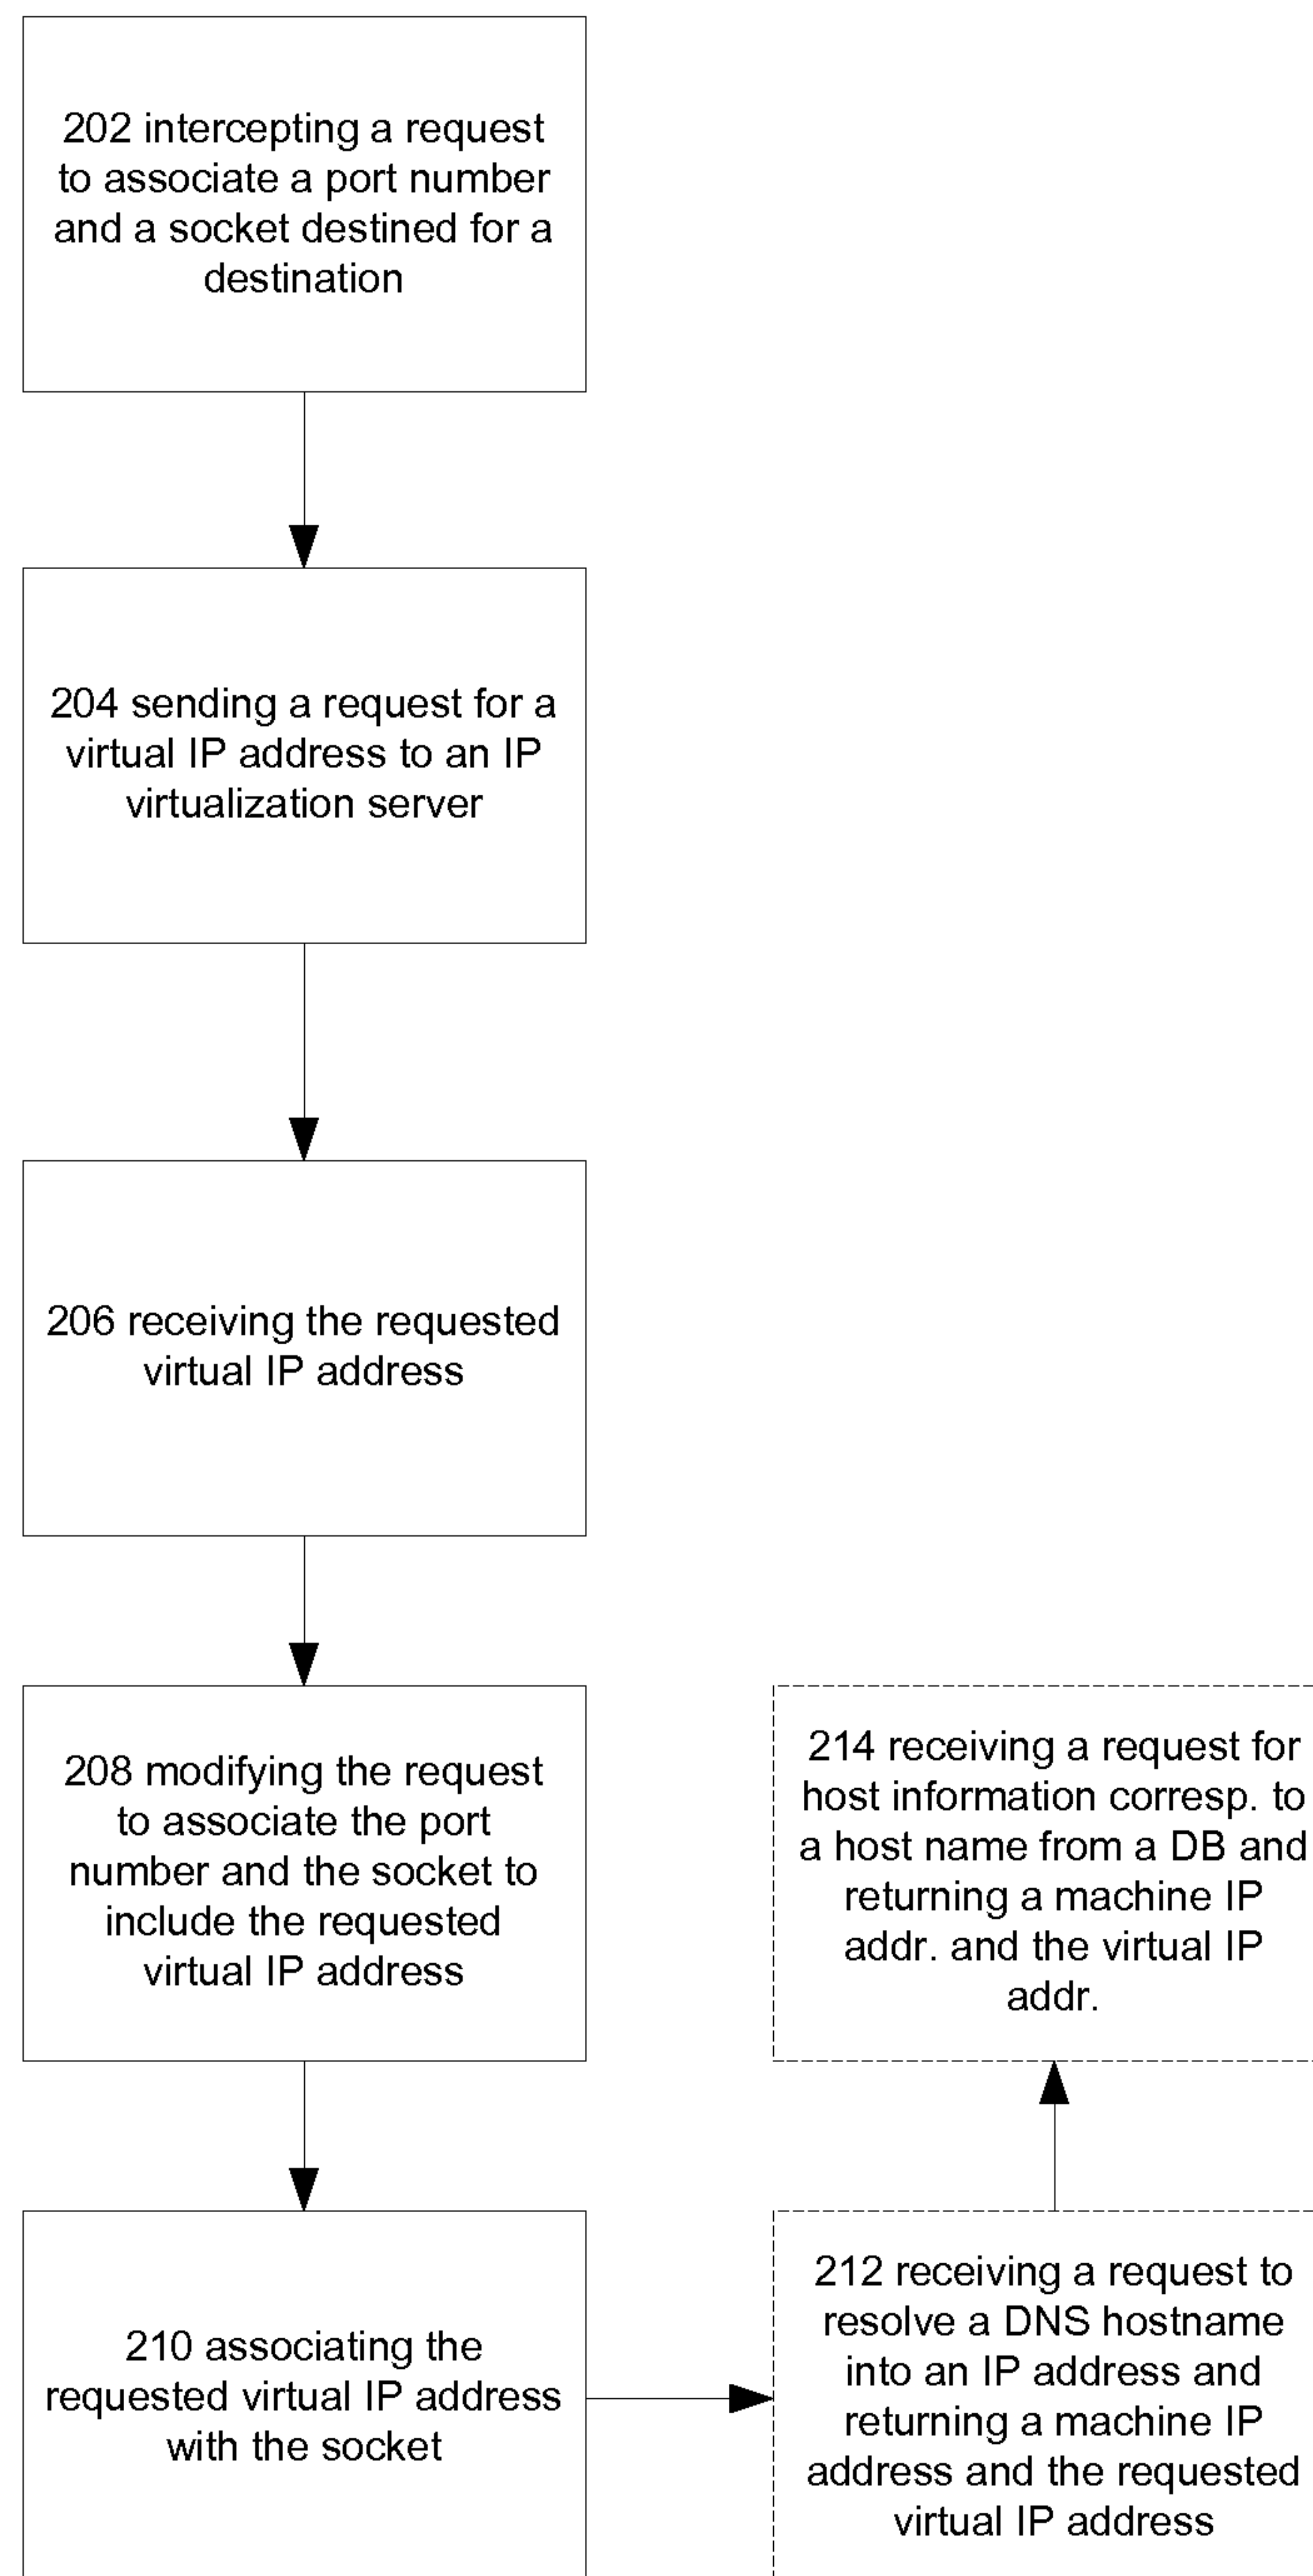 202 intercepting a request
to associate a port number
and a socket destined for a
destination
204 sending a request for a
virtual IP address to an IP
virtualization server
206 receiving the requested
virtual IP address
208 modifying the request
to associate the port
number and the socket to
include the requested
virtual IP address
210 associating the
requested virtual IP address
with the socket
212 receiving a request to
resolve a DNS hostname
into an IP address and
returning a machine IP
address and the requested
virtual IP address
214 receiving a request for
host information corresp. to
a host name from a DB and
returning a machine IP
addr. and the virtual IP
addr.